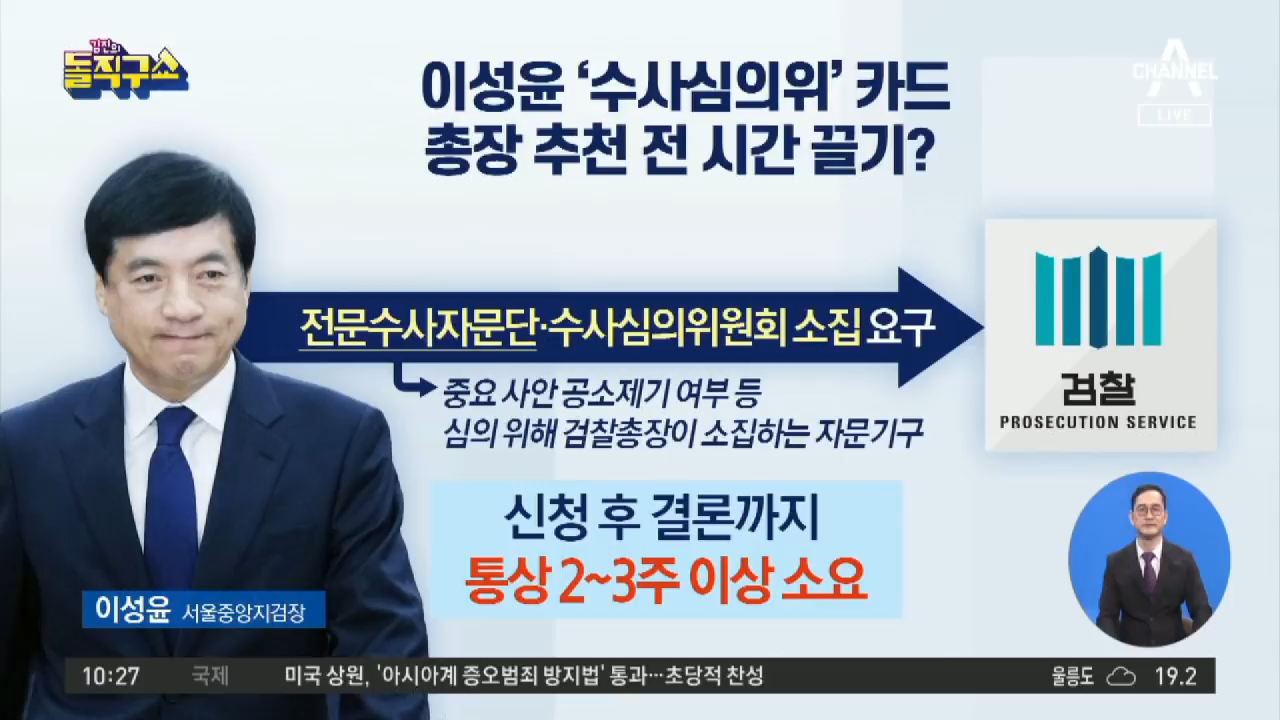 김진의
돌직구쇼
이성윤 ‘수사심의위’ 카드
총장 추천 전 시간 끌기?
CHANNEL A
LIVE
전문수사자문단·수사심의위원회 소집 요구
중요 사안 공소제기 여부 등
심의 위해 검찰총장이 소집하는 자문기구
검찰
PROSECUTION SERVICE
신청 후 결론까지
통상 2~3주 이상 소요
이성윤 서울중앙지검장
10:27 국제 미국 상원, '아시아계 증오범죄 방지법' 통과…초당적 찬성 울릉도 19.2